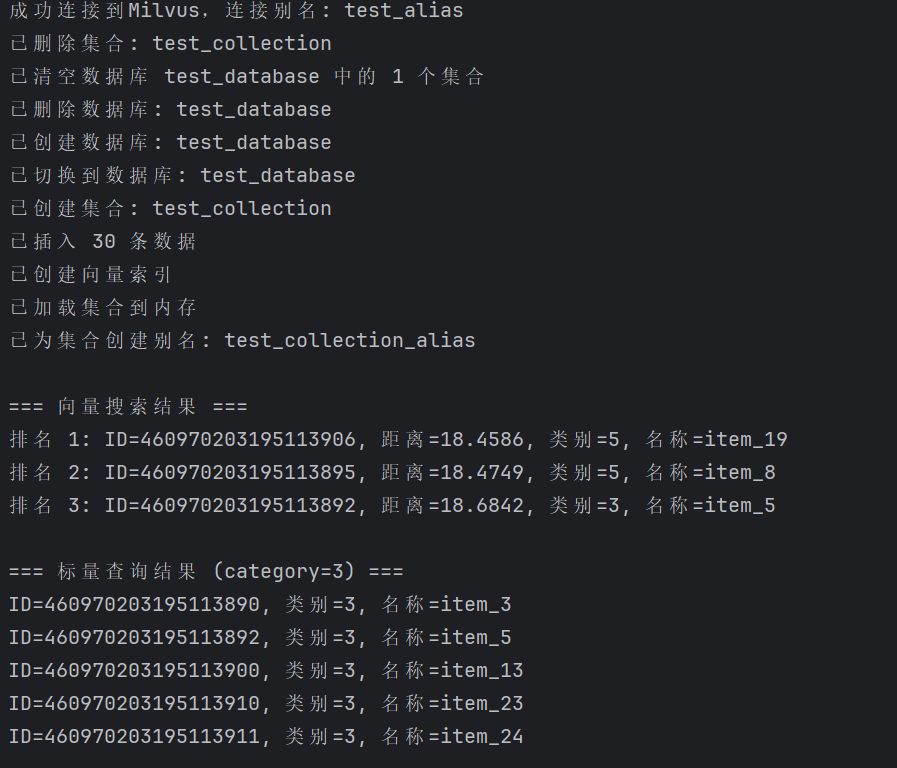 成功连接到Milvus，连接别名: test_alias
已删除集合: test_collection
已清空数据库 test_database 中的 1 个集合
已删除数据库: test_database
已创建数据库: test_database
已切换到数据库: test_database
已创建集合: test_collection
已插入 30 条数据
已创建向量索引
已加载集合到内存
已为集合创建别名: test_collection_alias
=== 向量搜索结果 ===
排名 1: ID=460970203195113906, 距离=18.4586, 类别=5, 名称=item_19
排名 2: ID=460970203195113895, 距离=18.4749, 类别=5, 名称=item_8
排名 3: ID=460970203195113892, 距离=18.6842, 类别=3, 名称=item_5
=== 标量查询结果 (category=3) ===
ID=460970203195113890, 类别=3, 名称=item_3
ID=460970203195113892, 类别=3, 名称=item_5
ID=460970203195113900, 类别=3, 名称=item_13
ID=460970203195113910, 类别=3, 名称=item_23
ID=460970203195113911, 类别=3, 名称=item_24